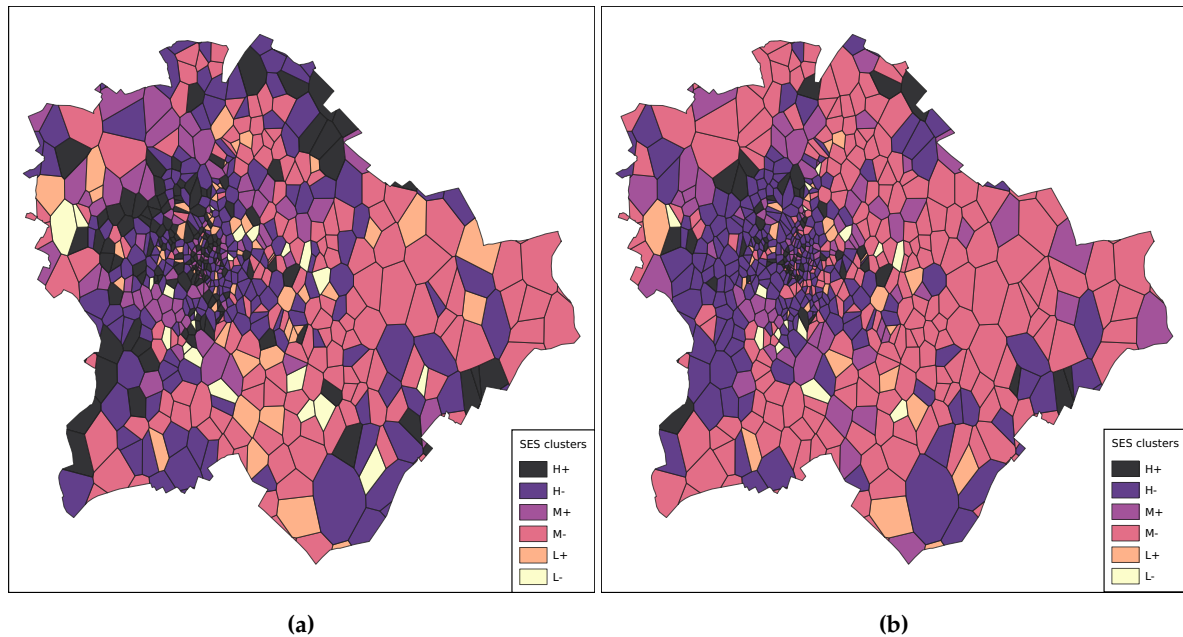 SES clusters
H+
H-
M+
M-
L+
L-
SES clusters
H+
H-
M+
M-
L+
L-
(a)
(b)